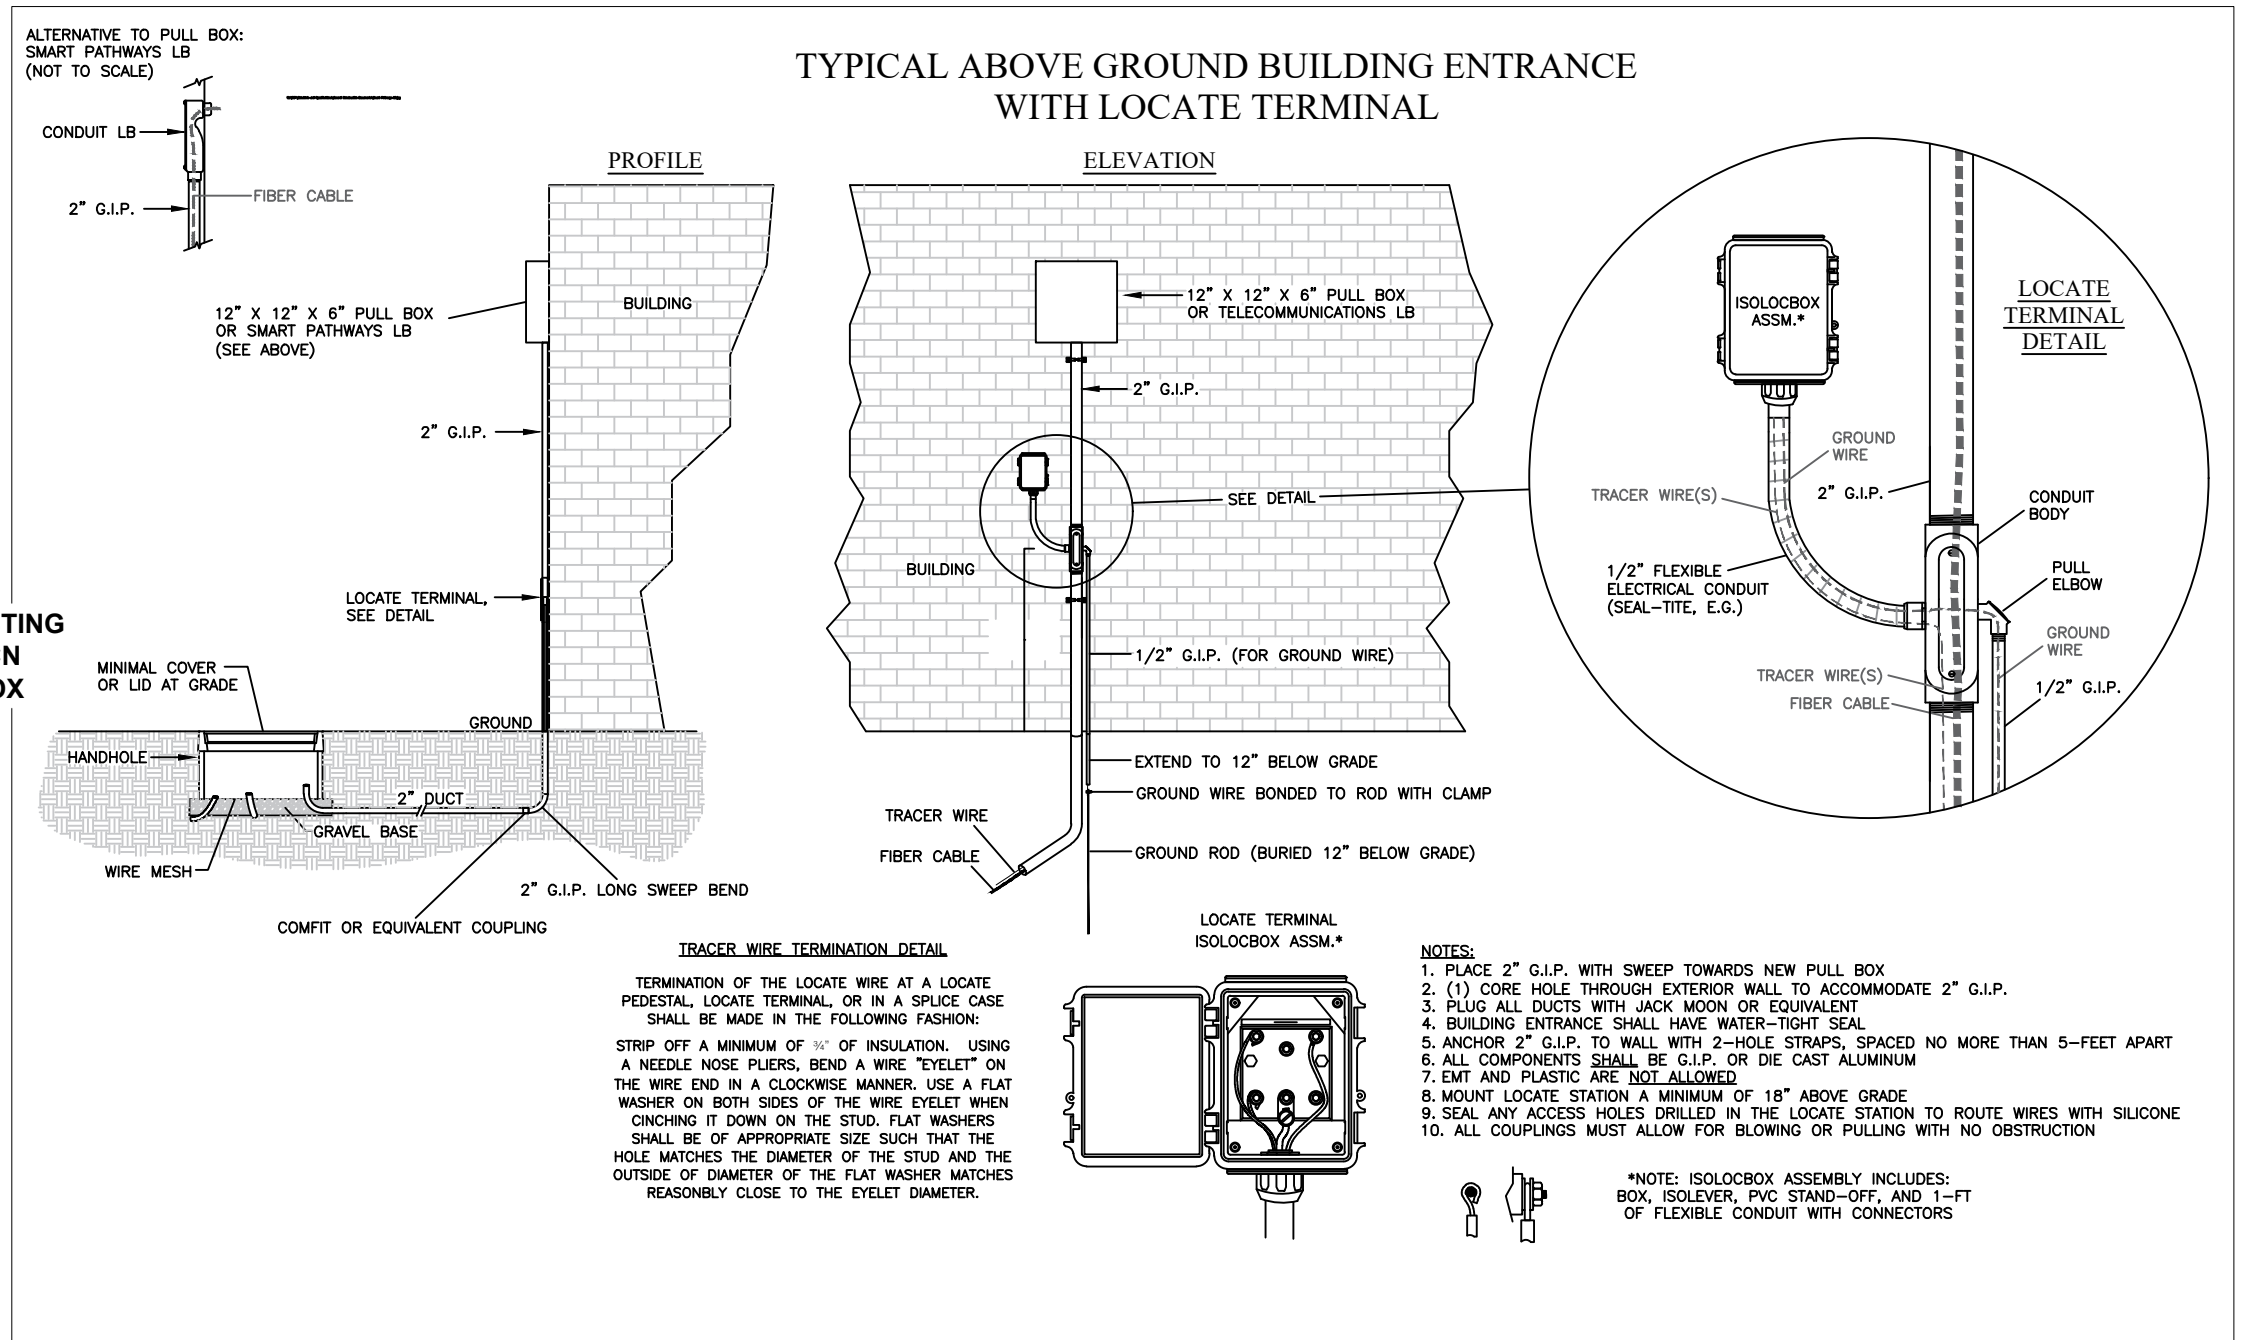 ALTERNATIVE TO PULL BOX:
SMART PATHWAYS LB
(NOT TO SCALE)
CONDUIT LB
FIBER CABLE
2" G.I.P.
TYPICAL ABOVE GROUND BUILDING ENTRANCE
WITH LOCATE TERMINAL
PROFILE
BUILDING
12" X 12" X 6" PULL BOX
OR SMART PATHWAYS LB
(SEE ABOVE)
2" G.I.P.
LOCATE TERMINAL,
SEE DETAIL
TING
N
OX
MINIMAL COVER
OR LID AT GRADE
GROUND
HANDHOLE
2" DUCT
GRAVEL BASE
WIRE MESH
2" G.I.P. LONG SWEEP BEND
COMFIT OR EQUIVALENT COUPLING
ELEVATION
12" X 12" X 6" PULL BOX
OR TELECOMMUNICATIONS LB
2" G.I.P.
SEE DETAIL
BUILDING
1/2" G.I.P. (FOR GROUND WIRE)
EXTEND TO 12" BELOW GRADE
GROUND WIRE BONDED TO ROD WITH CLAMP
TRACER WIRE
FIBER CABLE
GROUND ROD (BURIED 12" BELOW GRADE)
ISOLOCBOX
ASSM.*
LOCATE
TERMINAL
DETAIL
GROUND
WIRE
TRACER WIRE(S)
2" G.I.P.
CONDUIT
BODY
1/2" FLEXIBLE
ELECTRICAL CONDUIT
(SEAL-TITE, E.G.)
PULL
ELBOW
GROUND
WIRE
TRACER WIRE(S)
1/2" G.I.P.
FIBER CABLE
TRACER WIRE TERMINATION DETAIL
TERMINATION OF THE LOCATE WIRE AT A LOCATE
PEDESTAL, LOCATE TERMINAL, OR IN A SPLICE CASE
SHALL BE MADE IN THE FOLLOWING FASHION:
STRIP OFF A MINIMUM OF ¾" OF INSULATION. USING
A NEEDLE NOSE PLIERS, BEND A WIRE "EYELET" ON
THE WIRE END IN A CLOCKWISE MANNER. USE A FLAT
WASHER ON BOTH SIDES OF THE WIRE EYELET WHEN
CINCHING IT DOWN ON THE STUD. FLAT WASHERS
SHALL BE OF APPROPRIATE SIZE SUCH THAT THE
HOLE MATCHES THE DIAMETER OF THE STUD AND THE
OUTSIDE OF DIAMETER OF THE FLAT WASHER MATCHES
REASONBLY CLOSE TO THE EYELET DIAMETER.
LOCATE TERMINAL
ISOLOCBOX ASSM.*
NOTES:
1. PLACE 2" G.I.P. WITH SWEEP TOWARDS NEW PULL BOX
2. (1) CORE HOLE THROUGH EXTERIOR WALL TO ACCOMMODATE 2" G.I.P.
3. PLUG ALL DUCTS WITH JACK MOON OR EQUIVALENT
4. BUILDING ENTRANCE SHALL HAVE WATER-TIGHT SEAL
5. ANCHOR 2" G.I.P. TO WALL WITH 2-HOLE STRAPS, SPACED NO MORE THAN 5-FEET APART
6. ALL COMPONENTS SHALL BE G.I.P. OR DIE CAST ALUMINUM
7. EMT AND PLASTIC ARE NOT ALLOWED
8. MOUNT LOCATE STATION A MINIMUM OF 18" ABOVE GRADE
9. SEAL ANY ACCESS HOLES DRILLED IN THE LOCATE STATION TO ROUTE WIRES WITH SILICONE
10. ALL COUPLINGS MUST ALLOW FOR BLOWING OR PULLING WITH NO OBSTRUCTION
*NOTE: ISOLOCBOX ASSEMBLY INCLUDES:
BOX, ISOLEVER, PVC STAND-OFF, AND 1-FT
OF FLEXIBLE CONDUIT WITH CONNECTORS